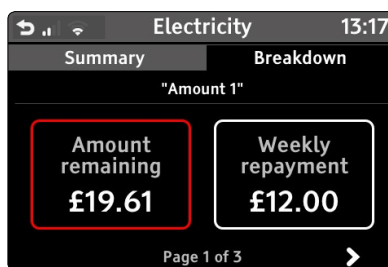 Electricity 13:17
Summary Breakdown
"Amount 1"
Amount
remaining
£19.61
Weekly
repayment
£12.00
Page 1 of 3